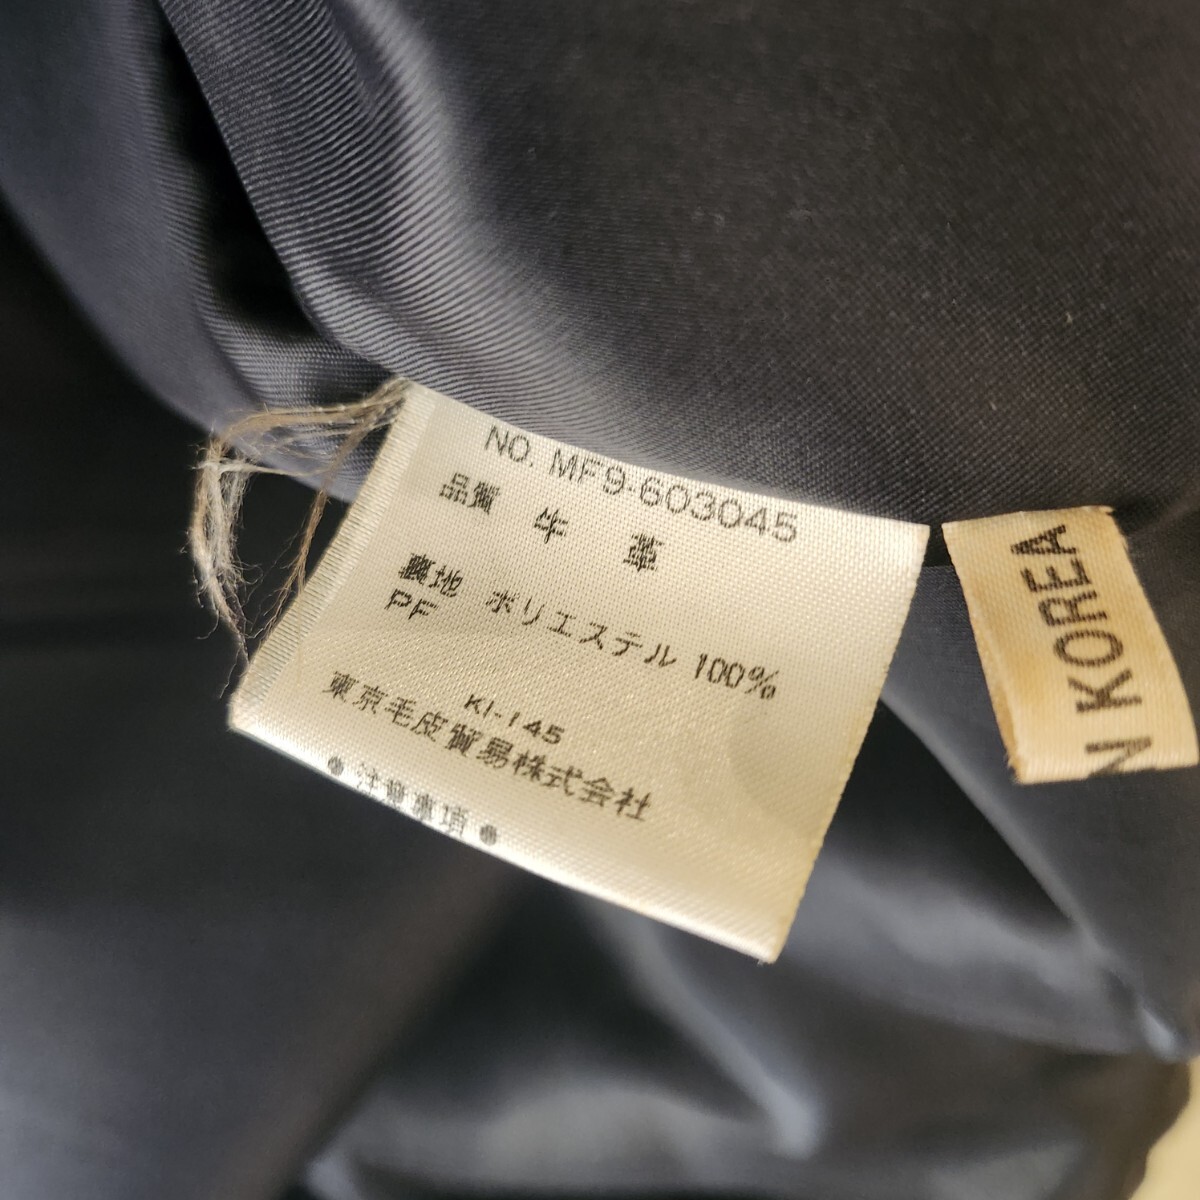 NO. MF9-603045
品質 牛 革
裏地 ポリエステル 100%
PF
KI-145
東京毛皮貿易株式会社
● 注意事項 ●
N KOREA